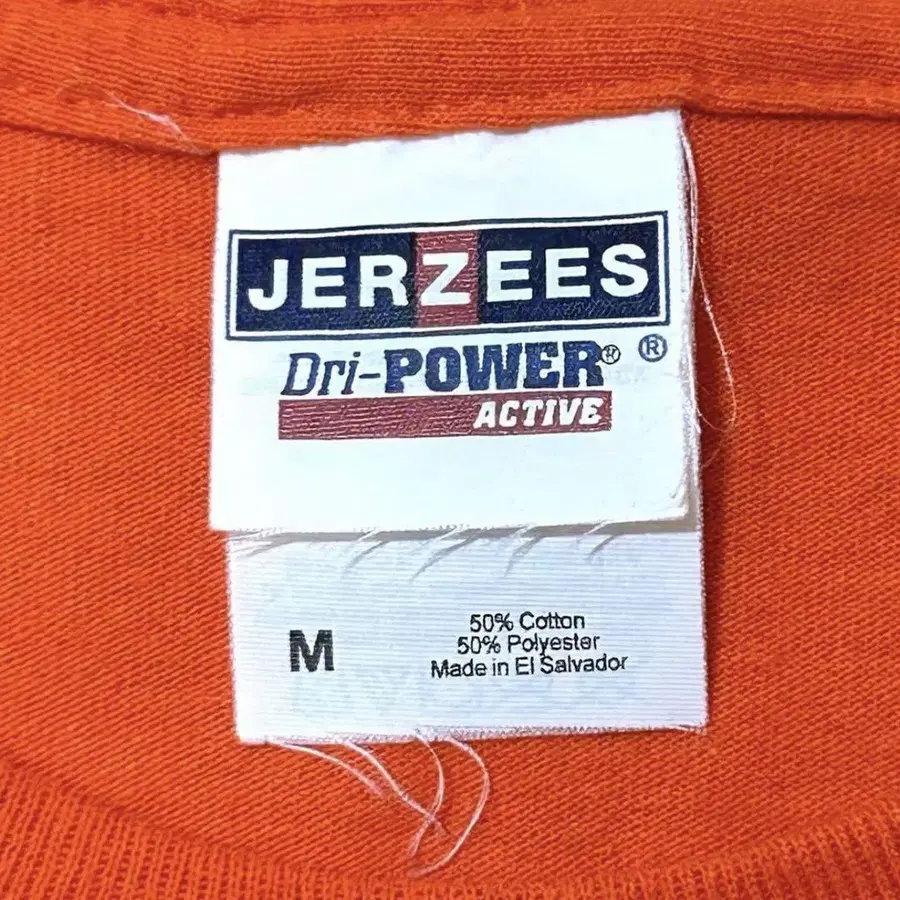 JERZEES
®
Dri-POWER®
ACTIVE
M
50% Cotton
50% Polyester
Made in El Salvador